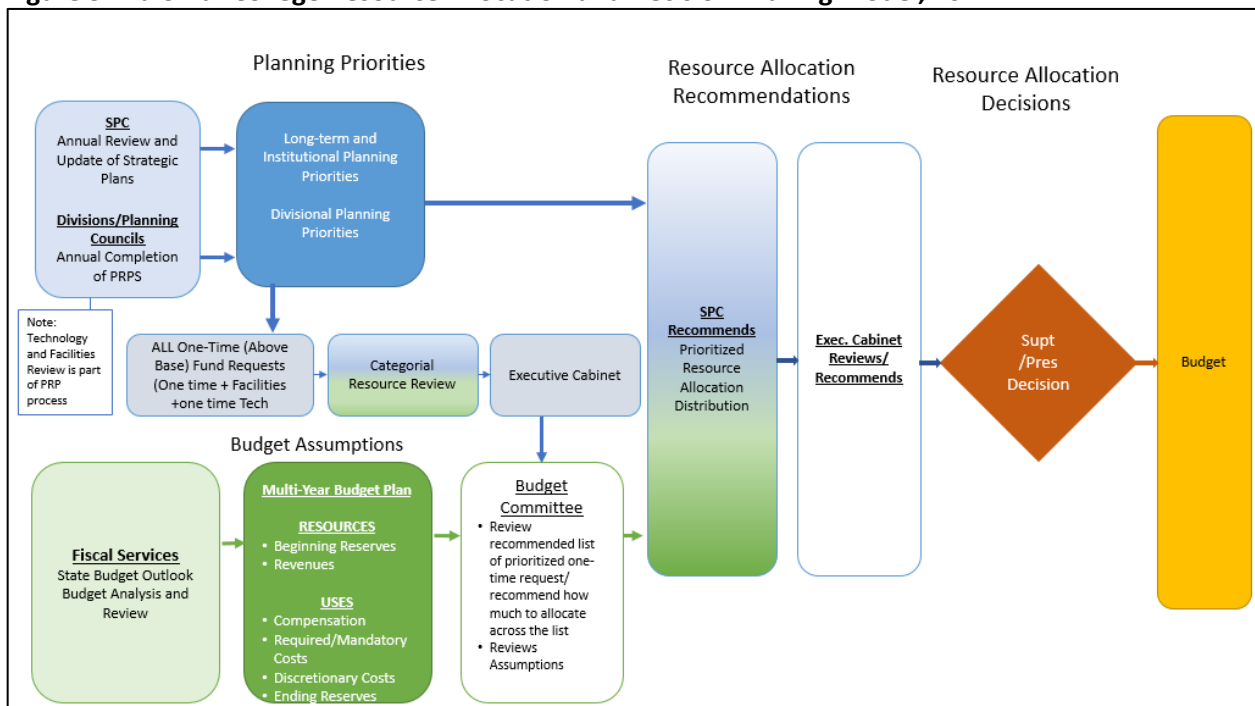 Planning Priorities
Resource Allocation
Recommendations
Resource Allocation
Decisions
SPC
Annual Review and
Update of Strategic
Plans
Divisions/Planning
Councils
Annual Completion
of PRPS
Long-term and
Institutional Planning
Priorities
Divisional Planning
Priorities
Note:
Technology
and Facilities
Review is part
of PRP
process
ALL One-Time (Above
Base) Fund Requests
(One time + Facilities
+one time Tech
Categorial
Resource Review
Executive Cabinet
SPC
Recommends
Prioritized
Resource
Allocation
Distribution
Exec. Cabinet
Reviews/
Recommends
Supt
/Pres
Decision
Budget
Budget Assumptions
Fiscal Services
State Budget Outlook
Budget Analysis and
Review
Multi-Year Budget Plan
RESOURCES
• Beginning Reserves
• Revenues
USES
• Compensation
• Required/Mandatory
Costs
• Discretionary Costs
• Ending Reserves
Budget
Committee
• Review
recommended list
of prioritized one-
time request/
recommend how
much to allocate
across the list
• Reviews
Assumptions